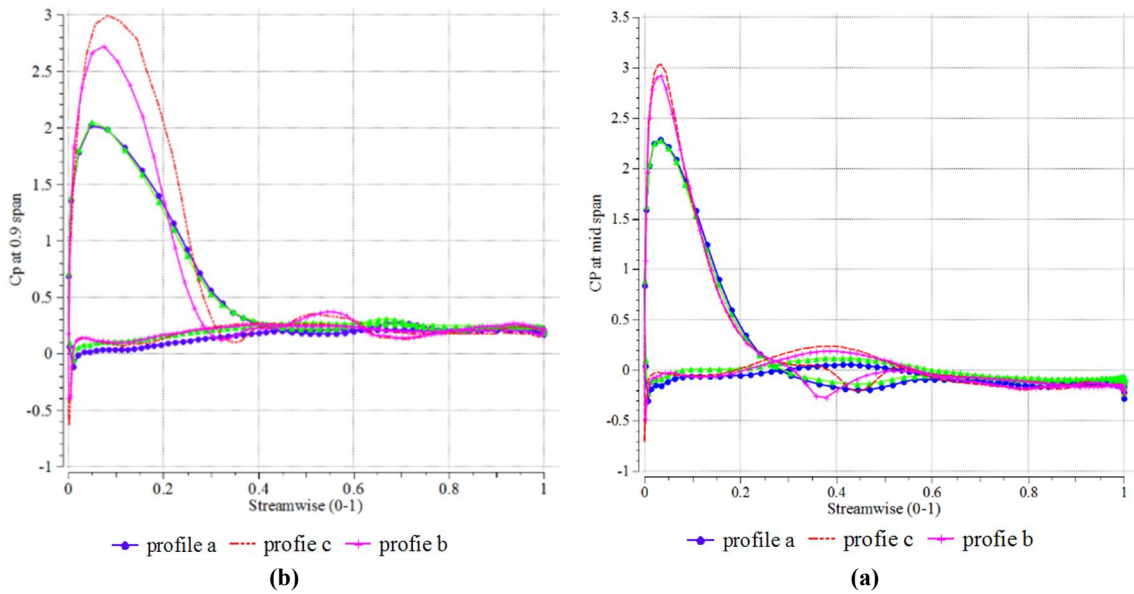 3
2.5
2
1.5
1
0.5
0
-0.5
-1
Cp at 0.9 span
0 0.2 0.4 0.6 0.8 1
Streamwise (0-1)
profile a profie c profie b
(b)
3.5
3
2.5
2
1.5
1
0.5
0
-0.5
-1
CP at mid span
0 0.2 0.4 0.6 0.8 1
Streamwise (0-1)
profile a profie c profie b
(a)